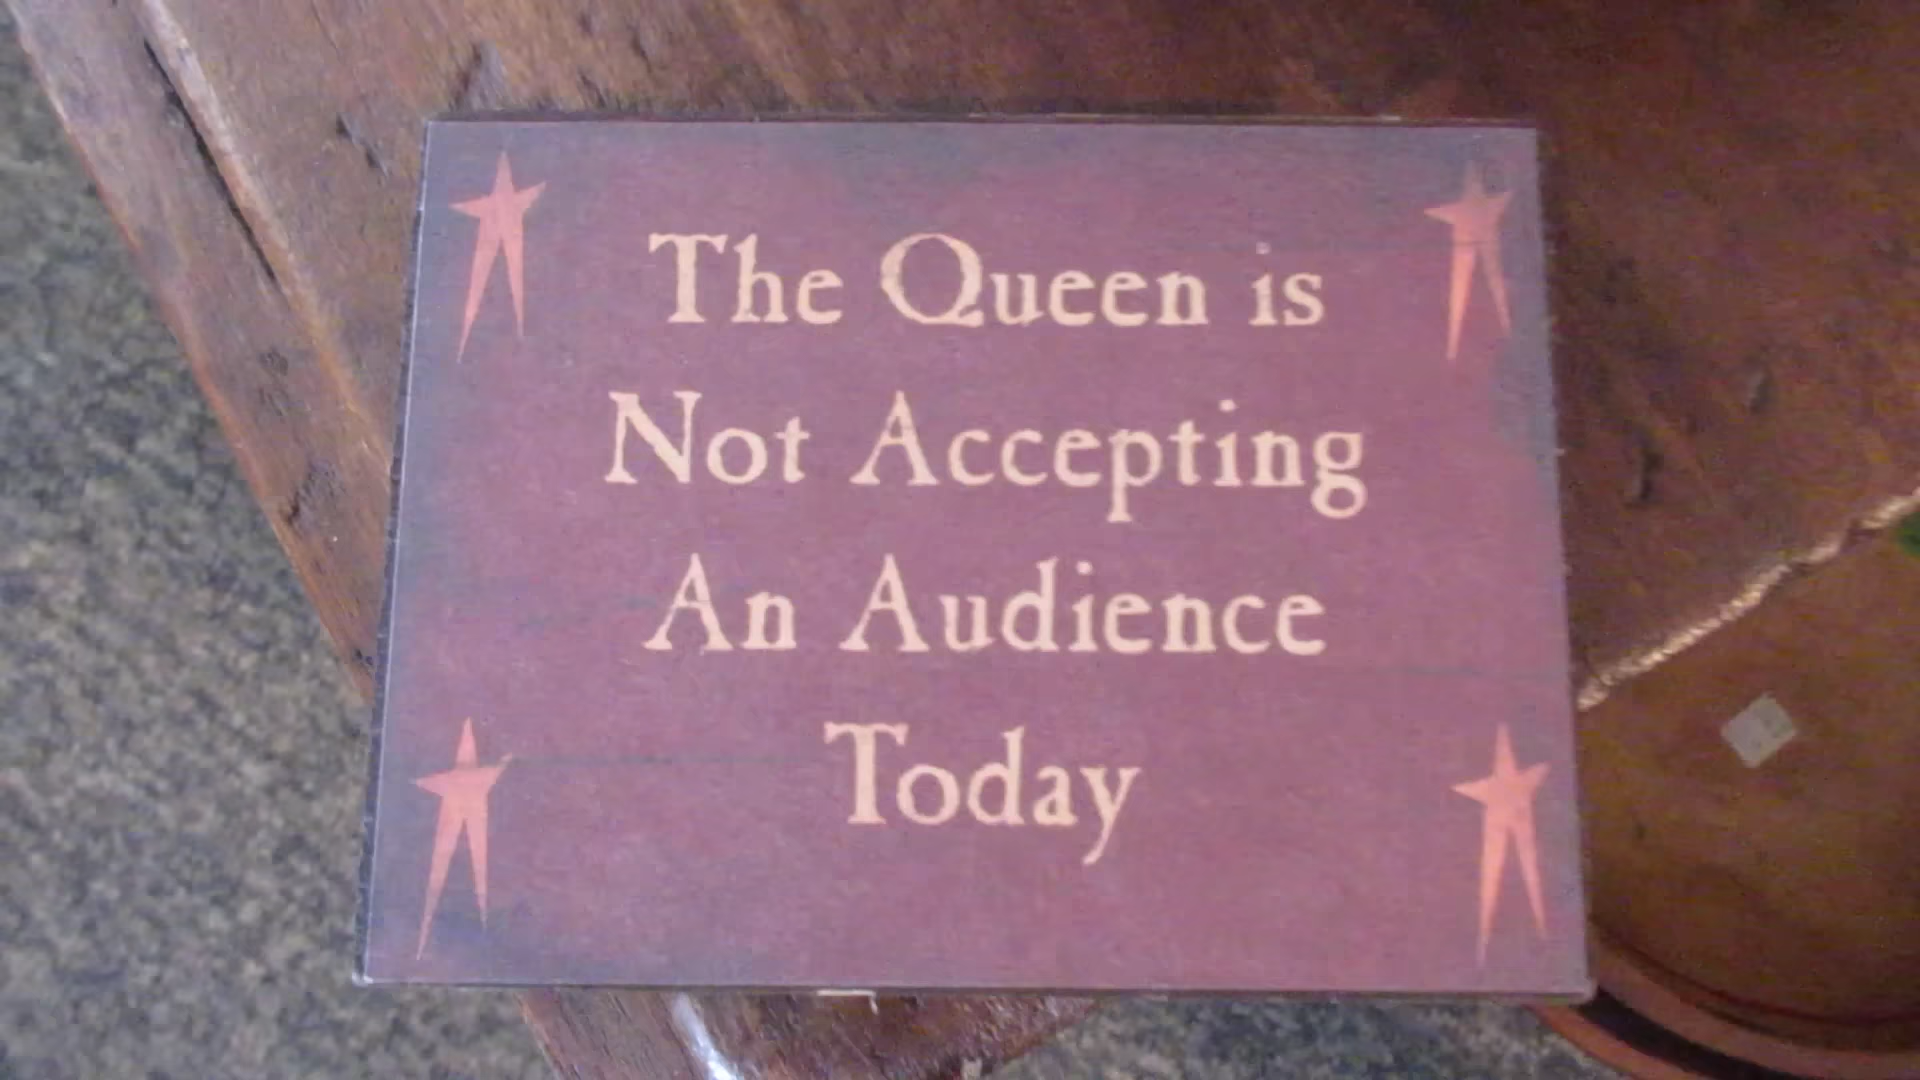 The Queen is
Not Accepting
An Audience
Today